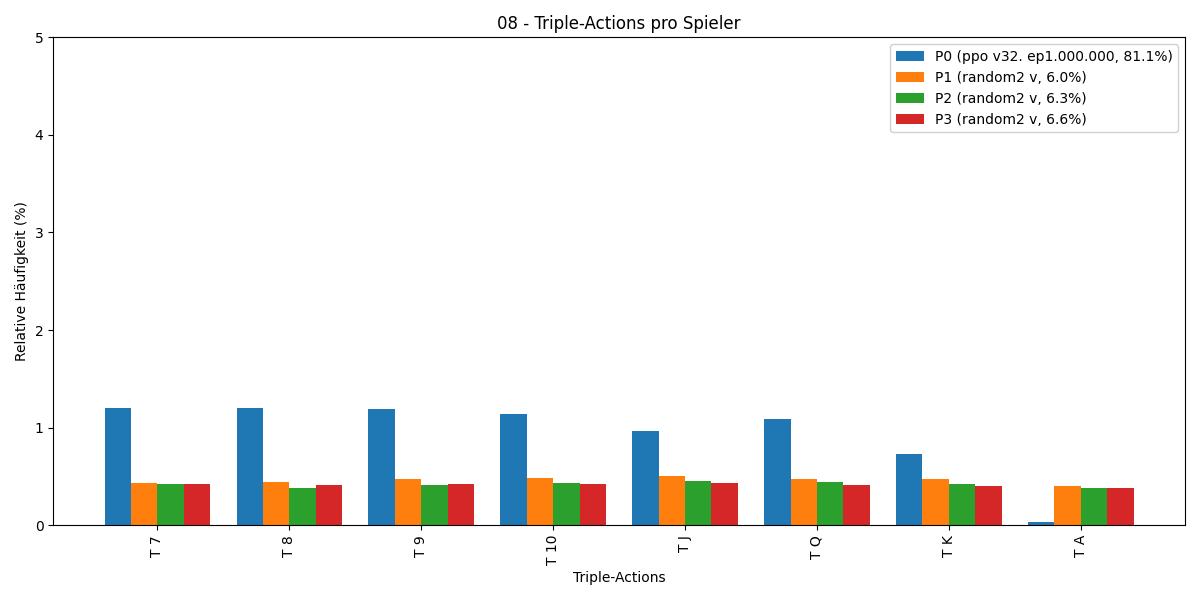 08 - Triple-Actions pro Spieler
P0 (ppo v32. ep1.000.000, 81.1%)
P1 (random2 v, 6.0%)
P2 (random2 v, 6.3%)
P3 (random2 v, 6.6%)
Relative Häufigkeit (%)
5
4
3
2
1
0
T 7
T 8
T 9
T 10
T J
T Q
T K
T A
Triple-Actions